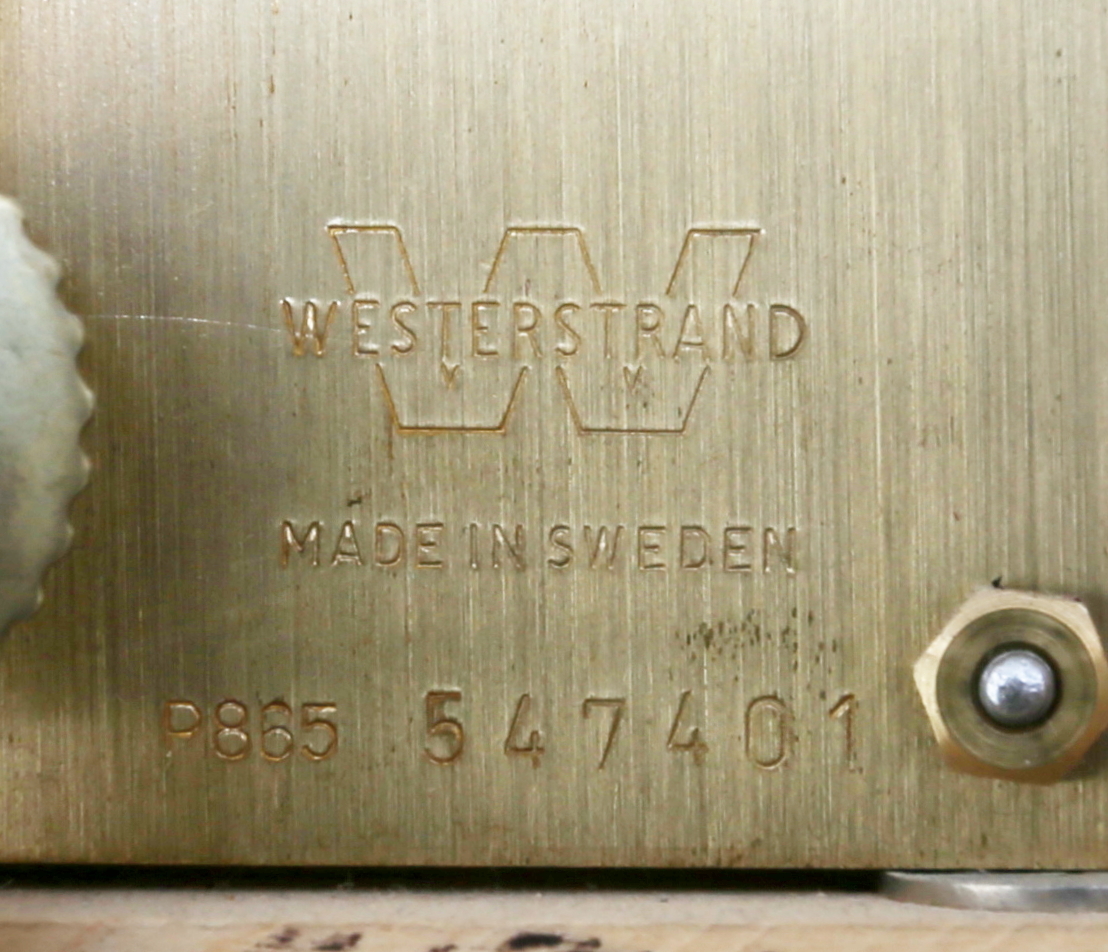 WESTERSTRAND
MADE IN SWEDEN
P865 547401